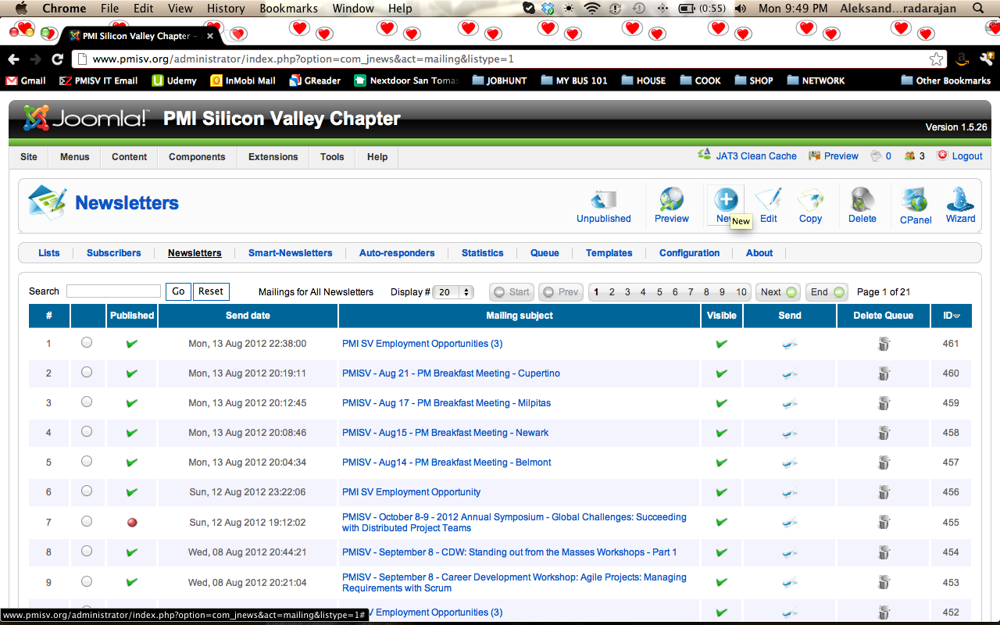 Chrome File Edit View History Bookmarks Window Help (0:55) Mon 9:49 PM Aleksand...radarajan
PMI Silicon Valley Chapter -
www.pmisv.org/administrator/index.php?option=com_jnews&act=mailing&listype=1
Gmail PMISV IT Email Udemy InMobi Mail GReader Nextdoor San Tomas JOBHUNT MY BUS 101 HOUSE COOK SHOP NETWORK Other Bookmarks
Joomla!™ PMI Silicon Valley Chapter
Version 1.5.26
Site Menus Content Components Extensions Tools Help JAT3 Clean Cache Preview 0 3 Logout
Newsletters
Unpublished Preview New Edit Copy Delete CPanel Wizard
New
Lists Subscribers Newsletters Smart-Newsletters Auto-responders Statistics Queue Templates Configuration About
Search Go Reset Mailings for All Newsletters Display # 20 Start Prev 1 2 3 4 5 6 7 8 9 10 Next End Page 1 of 21
# Published Send date Mailing subject Visible Send Delete Queue ID
1 Mon, 13 Aug 2012 22:38:00 PMI SV Employment Opportunities (3) 461
2 Mon, 13 Aug 2012 20:19:11 PMISV - Aug 21 - PM Breakfast Meeting - Cupertino 460
3 Mon, 13 Aug 2012 20:12:45 PMISV - Aug 17 - PM Breakfast Meeting - Milpitas 459
4 Mon, 13 Aug 2012 20:08:46 PMISV - Aug15 - PM Breakfast Meeting - Newark 458
5 Mon, 13 Aug 2012 20:04:34 PMISV - Aug14 - PM Breakfast Meeting - Belmont 457
6 Sun, 12 Aug 2012 23:22:06 PMI SV Employment Opportunity 456
7 Sun, 12 Aug 2012 19:12:02 PMISV - October 8-9 - 2012 Annual Symposium - Global Challenges: Succeeding 455
with Distributed Project Teams
8 Wed, 08 Aug 2012 20:44:21 PMISV - September 8 - CDW: Standing out from the Masses Workshops - Part 1 454
9 Wed, 08 Aug 2012 20:21:04 PMISV - September 8 - Career Development Workshop: Agile Projects: Managing 453
Requirements with Scrum
V Employment Opportunities (3) 452
www.pmisv.org/administrator/index.php?option=com_jnews&act=mailing&listype=1#